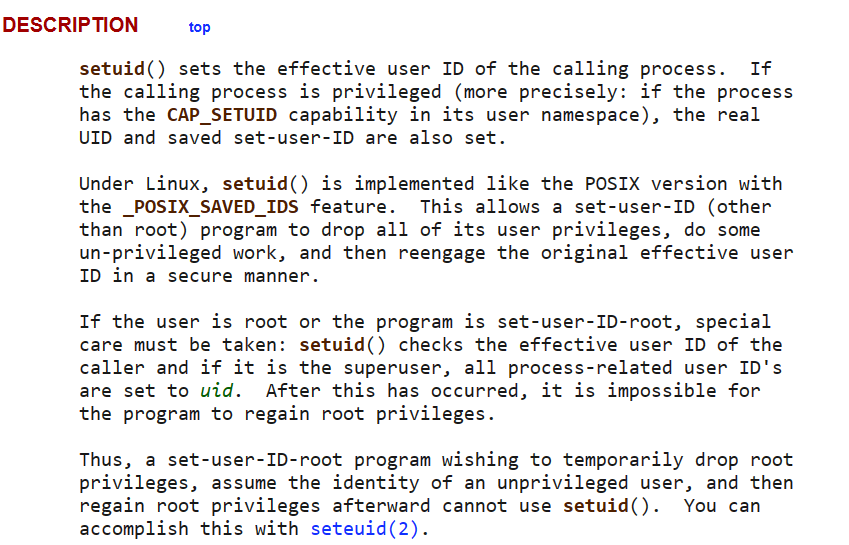 DESCRIPTION top
setuid() sets the effective user ID of the calling process.  If
the calling process is privileged (more precisely: if the process
has the CAP_SETUID capability in its user namespace), the real
UID and saved set-user-ID are also set.
Under Linux, setuid() is implemented like the POSIX version with
the _POSIX_SAVED_IDS feature.  This allows a set-user-ID (other
than root) program to drop all of its user privileges, do some
un-privileged work, and then reengage the original effective user
ID in a secure manner.
If the user is root or the program is set-user-ID-root, special
care must be taken: setuid() checks the effective user ID of the
caller and if it is the superuser, all process-related user ID's
are set to uid.  After this has occurred, it is impossible for
the program to regain root privileges.
Thus, a set-user-ID-root program wishing to temporarily drop root
privileges, assume the identity of an unprivileged user, and then
regain root privileges afterward cannot use setuid().  You can
accomplish this with seteuid(2).